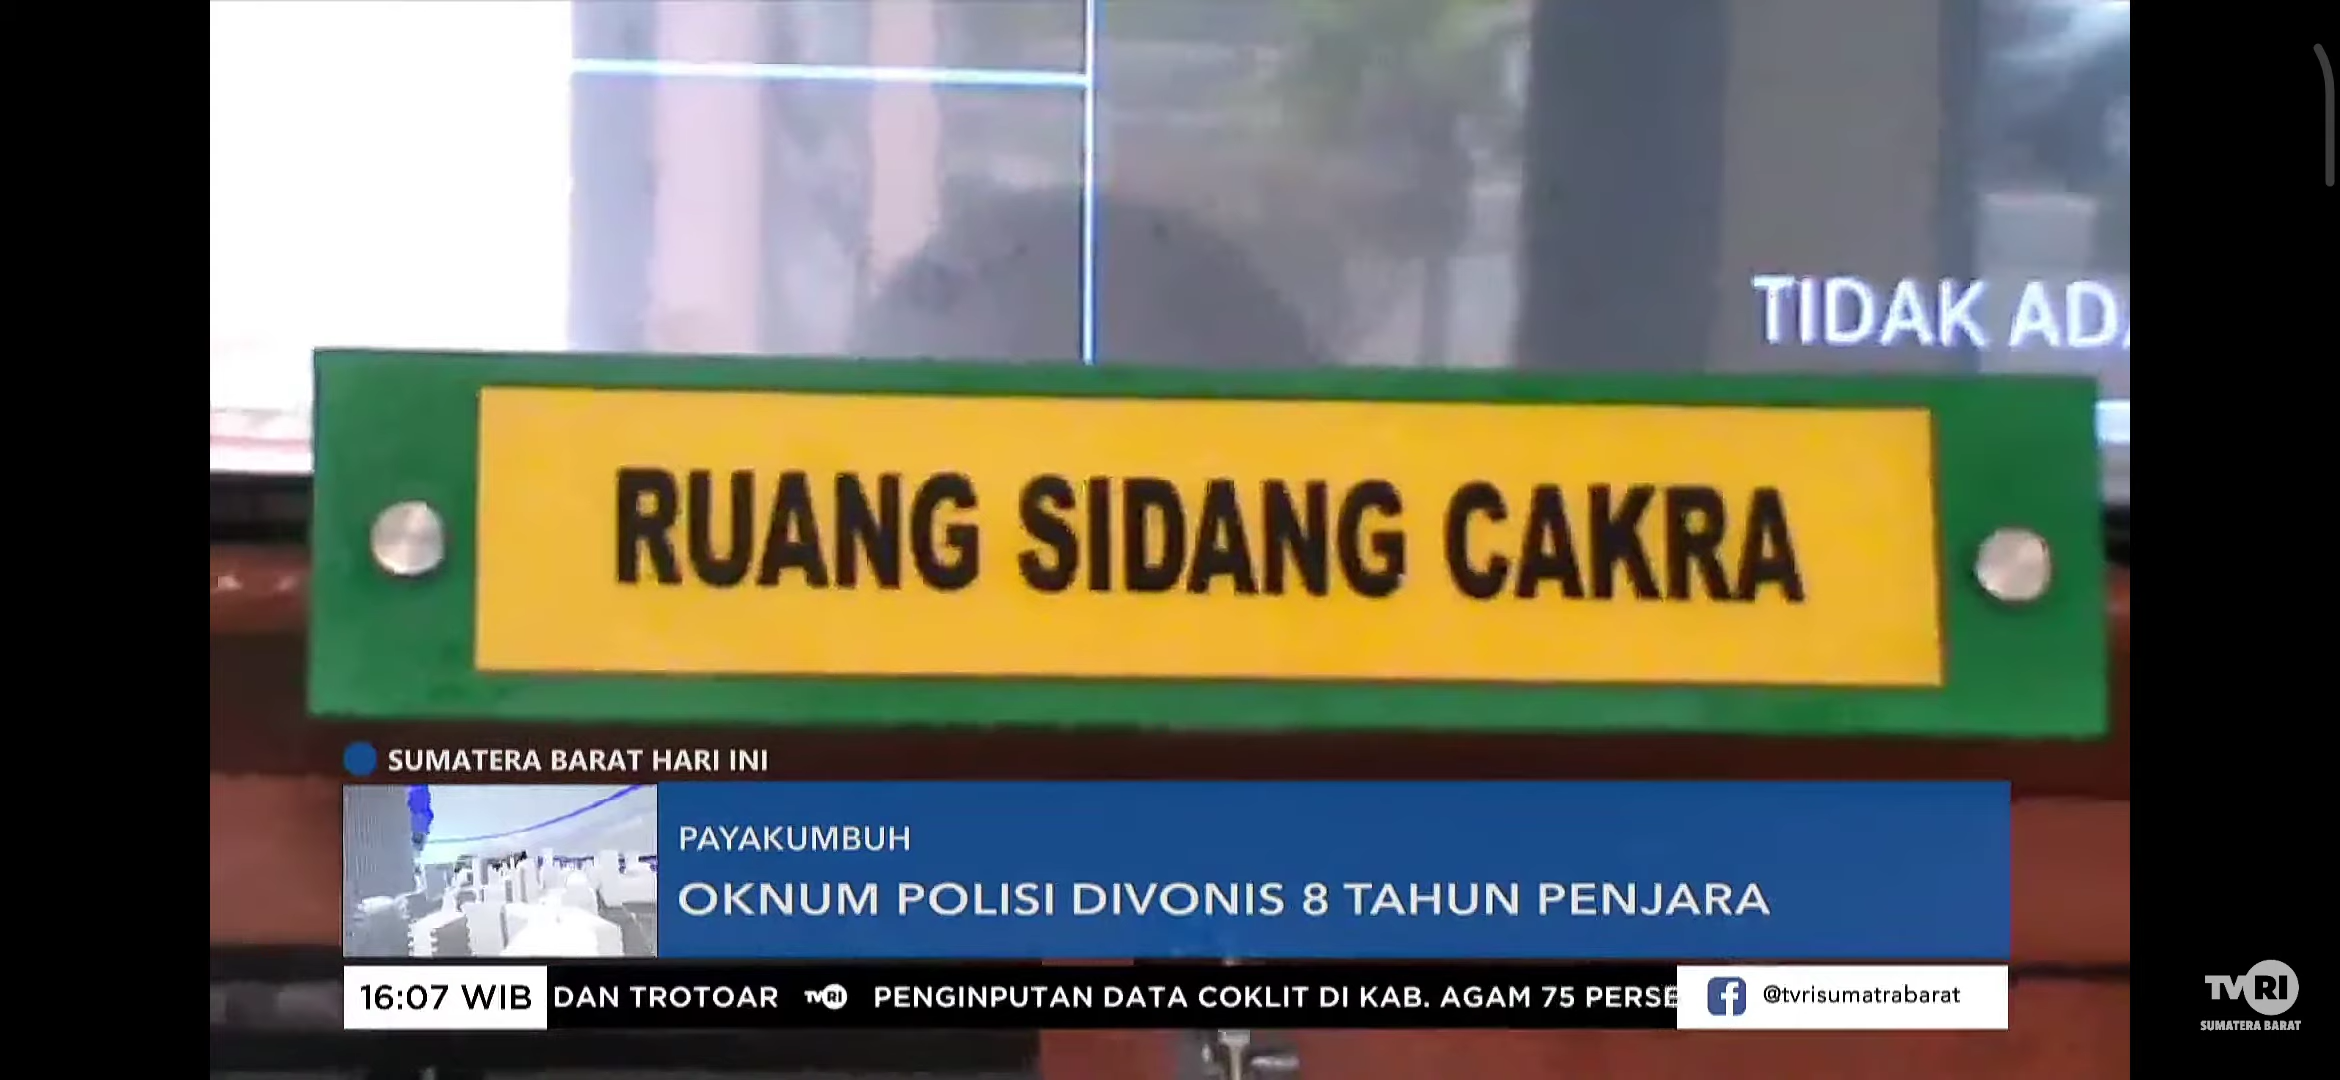 TIDAK AD
RUANG SIDANG CAKRA
SUMATERA BARAT HARI INI
PAYAKUMBUH
OKNUM POLISI DIVONIS 8 TAHUN PENJARA
16:07 WIB DAN TROTOAR TVRI PENGINPUTAN DATA COKLIT DI KAB. AGAM 75 PERSE @tvrisumatrabarat
TVRI
SUMATERA BARAT